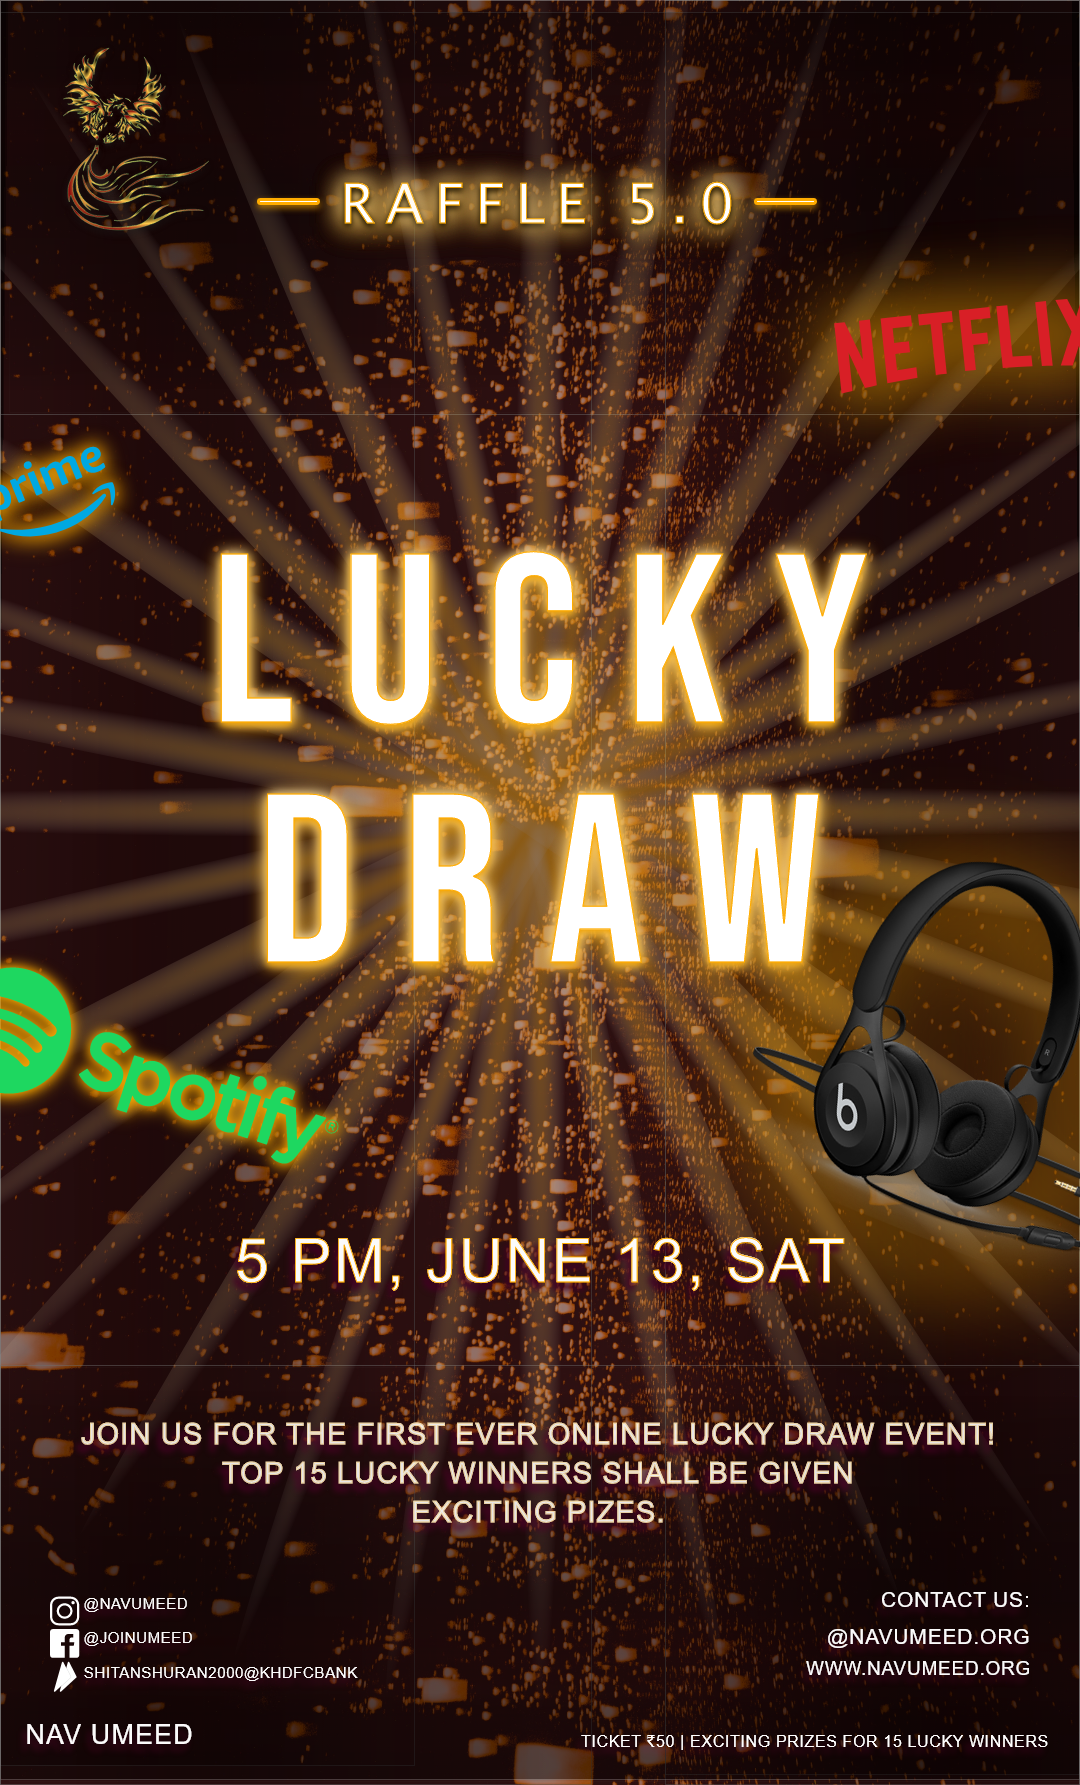 RAFFLE 5.0
NETFLIX
prime
LUCKY
DRAW
Spotify
b
5 PM, JUNE 13, SAT
JOIN US FOR THE FIRST EVER ONLINE LUCKY DRAW EVENT!
TOP 15 LUCKY WINNERS SHALL BE GIVEN
EXCITING PIZES.
@NAVUMEED
@JOINUMEED
SHITANSHURAN2000@KHDFCBANK
NAV UMEED
CONTACT US:
@NAVUMEED.ORG
WWW.NAVUMEED.ORG
TICKET ₹50 | EXCITING PRIZES FOR 15 LUCKY WINNERS